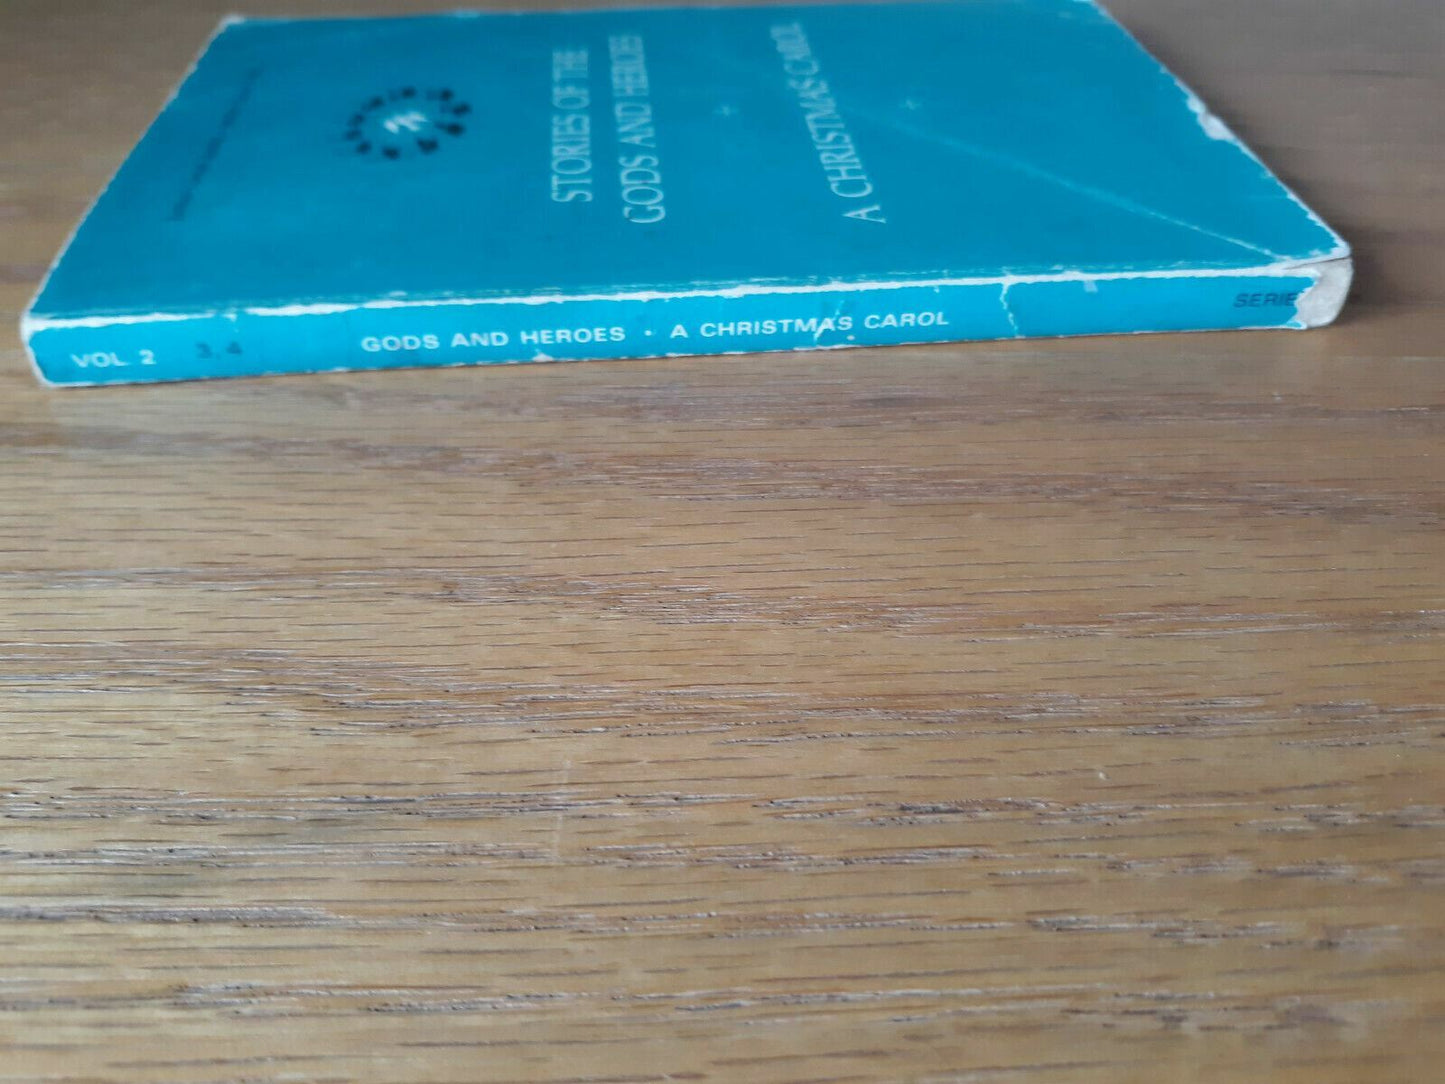 STORIES OF THE
GODS AND HEROES
A CHRISTMAS CAROL
VOL. 2 3, 4 GODS AND HEROES · A CHRISTMAS CAROL SERIE